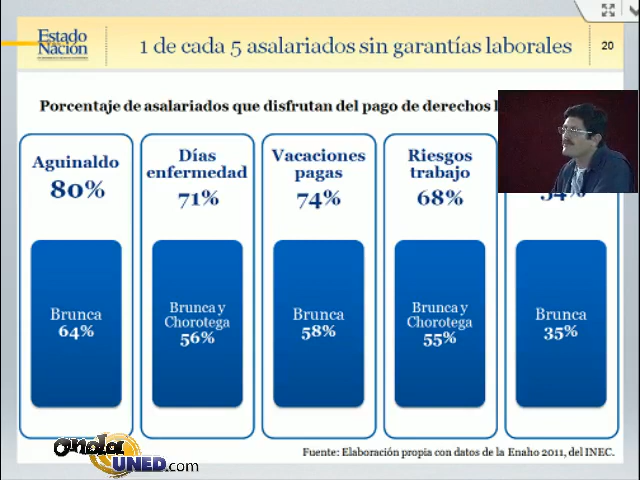 Estado
Nación
1 de cada 5 asalariados sin garantías laborales
20
Porcentaje de asalariados que disfrutan del pago de derechos
Aguinaldo
80%
Días
enfermedad
71%
Vacaciones
pagas
74%
Riesgos
trabajo
68%
54%
Brunca
64%
Brunca y
Chorotega
56%
Brunca
58%
Brunca y
Chorotega
55%
Brunca
35%
Fuente: Elaboración propia con datos de la Enaho 2011, del INEC.
onda
UNED.com